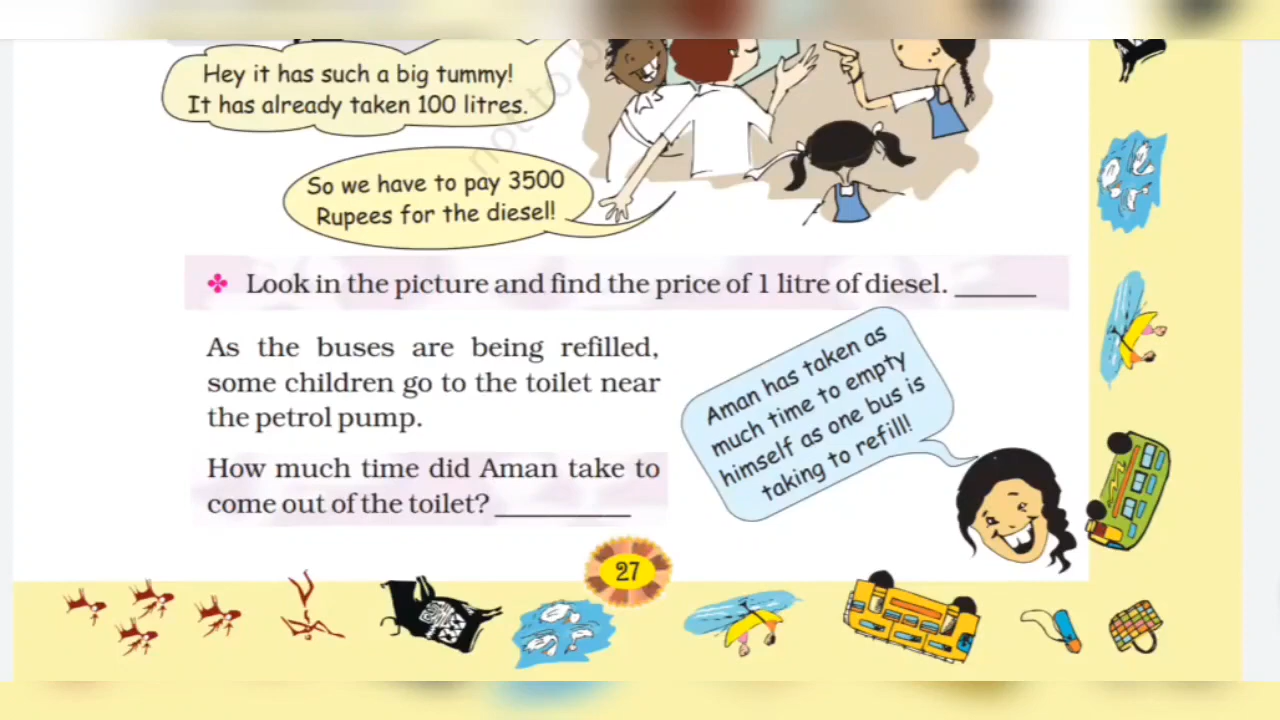 Hey it has such a big tummy!
It has already taken 100 litres.
not to b
So we have to pay 3500
Rupees for the diesel!
Look in the picture and find the price of 1 litre of diesel. ______
As the buses are being refilled,
some children go to the toilet near
the petrol pump.
Aman has taken as
much time to empty
himself as one bus is
taking to refill!
How much time did Aman take to
come out of the toilet? __________
27